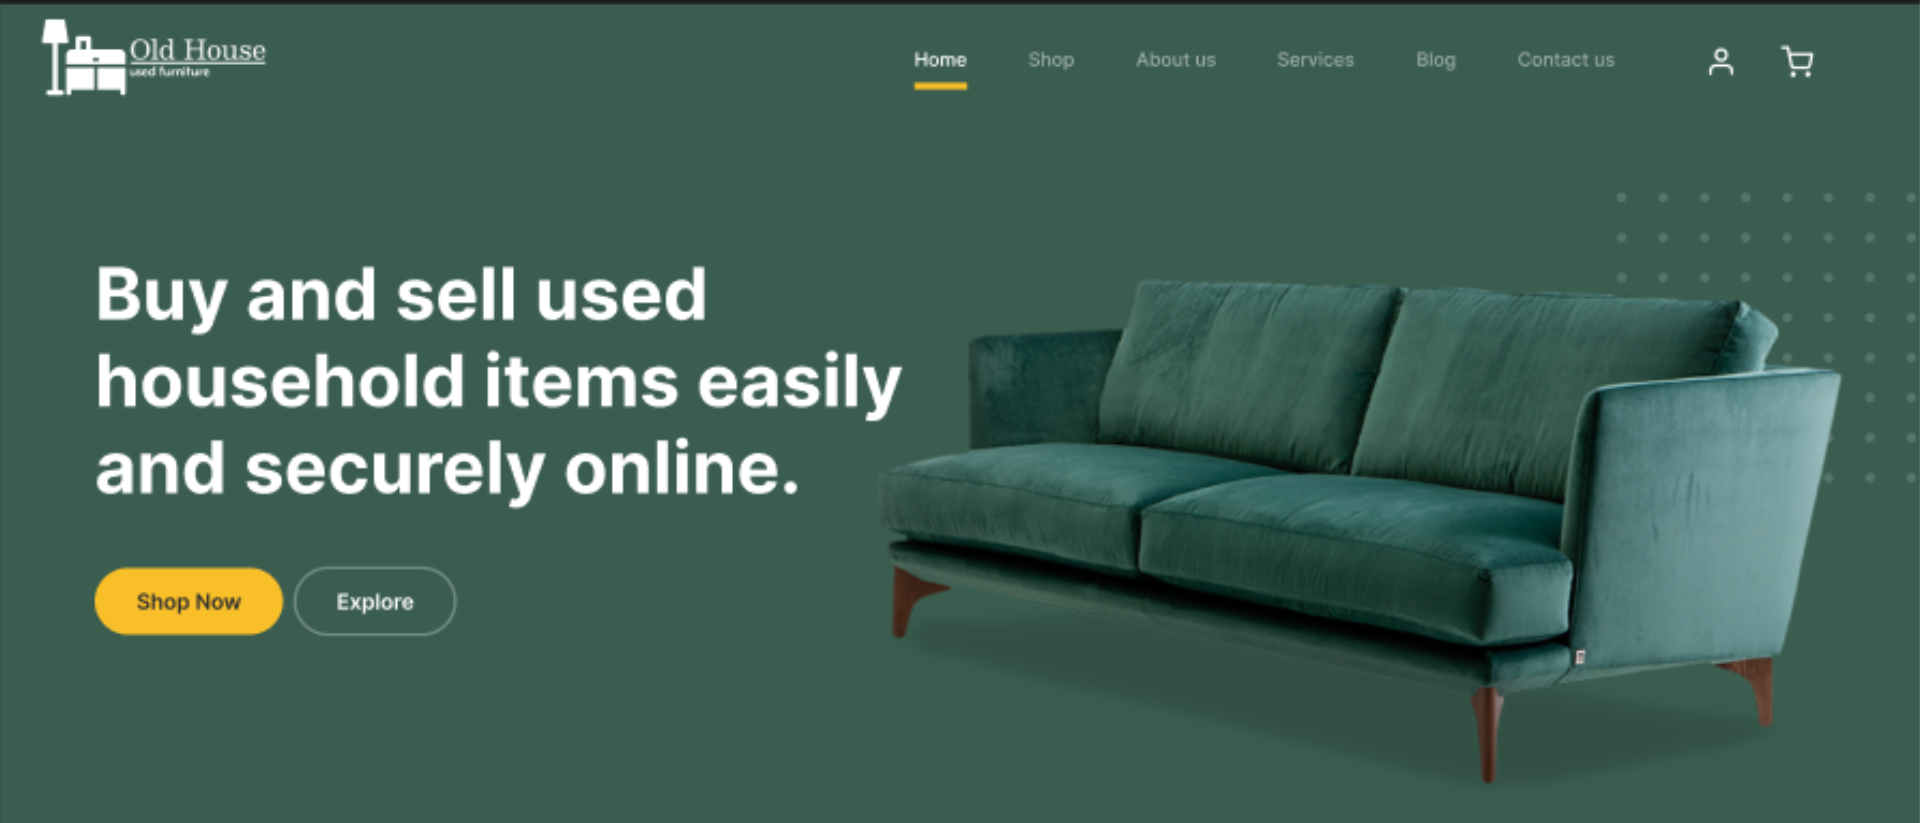 Old House
used furniture
Home
Shop
About us
Services
Blog
Contact us
Buy and sell used
household items easily
and securely online.
Shop Now
Explore